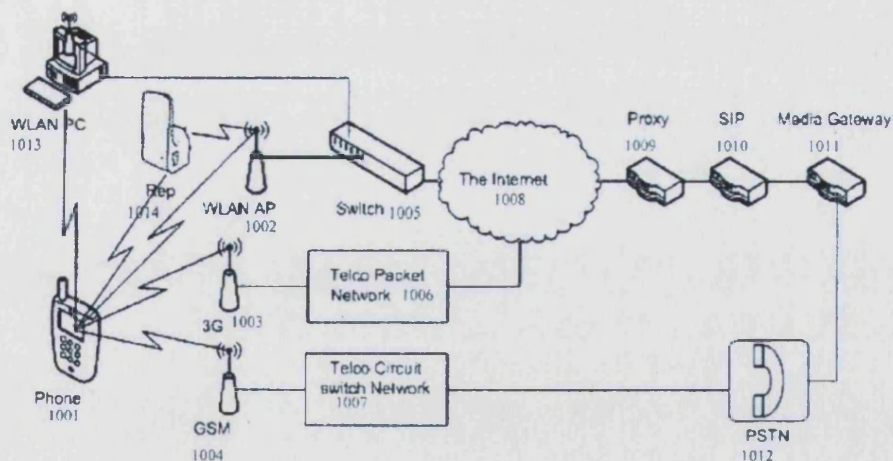 WLAN PC
1013
Rep
1014
WLAN AP
1002
Switch 1005
The Internet
1008
Proxy
1009
SIP
1010
Media Gateway
1011
3G
1003
Telco Packet
Network 1006
Phone
1001
GSM
1004
Telco Circuit
switch Network
1007
PSTN
1012